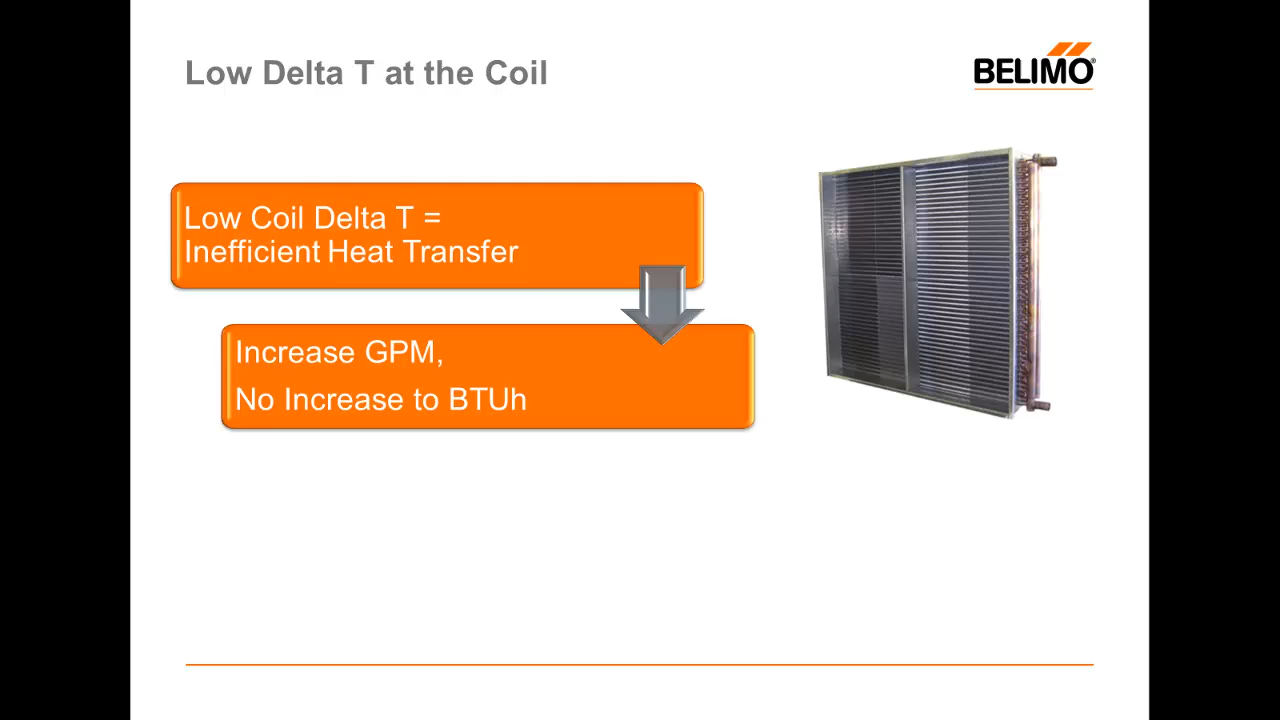 Low Delta T at the Coil
BELIMO®
Low Coil Delta T =
Inefficient Heat Transfer
Increase GPM,
No Increase to BTUh